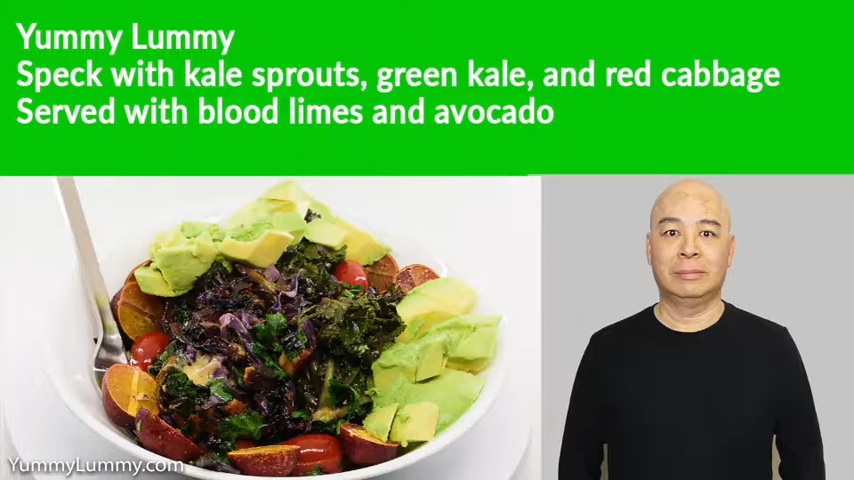 Yummy Lummy
Speck with kale sprouts, green kale, and red cabbage
Served with blood limes and avocado
YummyLummy.com